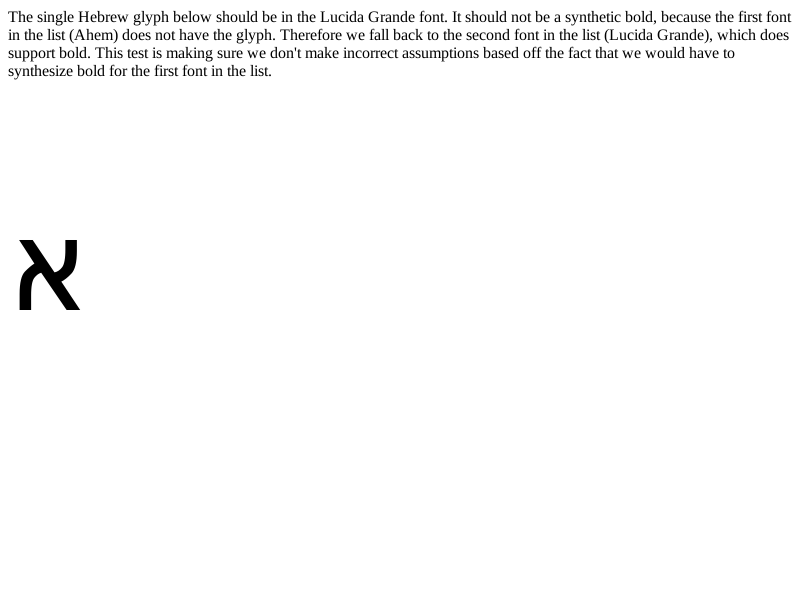 The single Hebrew glyph below should be in the Lucida Grande font. It should not be a synthetic bold, because the first font
in the list (Ahem) does not have the glyph. Therefore we fall back to the second font in the list (Lucida Grande), which does
support bold. This test is making sure we don't make incorrect assumptions based off the fact that we would have to
synthesize bold for the first font in the list.
א